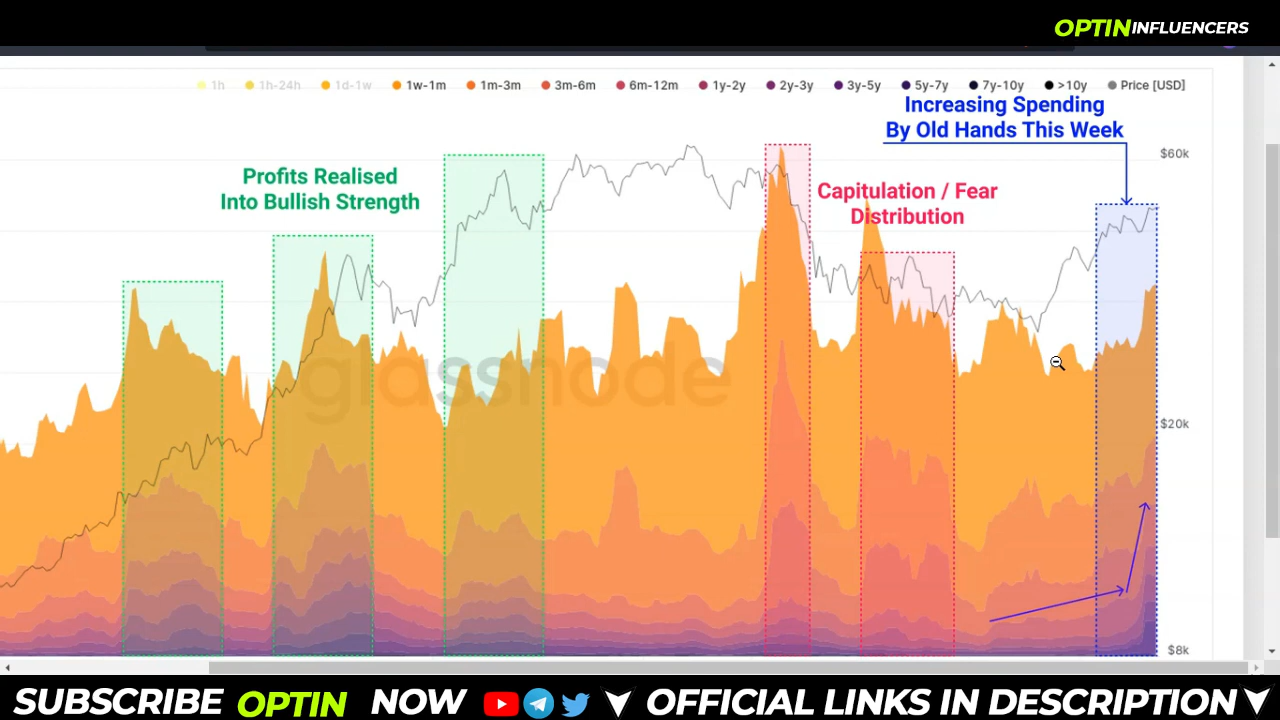 OPTIN INFLUENCERS
1h 1h-24h 1d-1w 1w-1m 1m-3m 3m-6m 6m-12m 1y-2y 2y-3y 3y-5y 5y-7y 7y-10y >10y Price [USD]
Increasing Spending
By Old Hands This Week
Profits Realised
Into Bullish Strength
Capitulation / Fear
Distribution
$60k
glassnode
$20k
$8k
SUBSCRIBE OPTIN NOW OFFICIAL LINKS IN DESCRIPTION